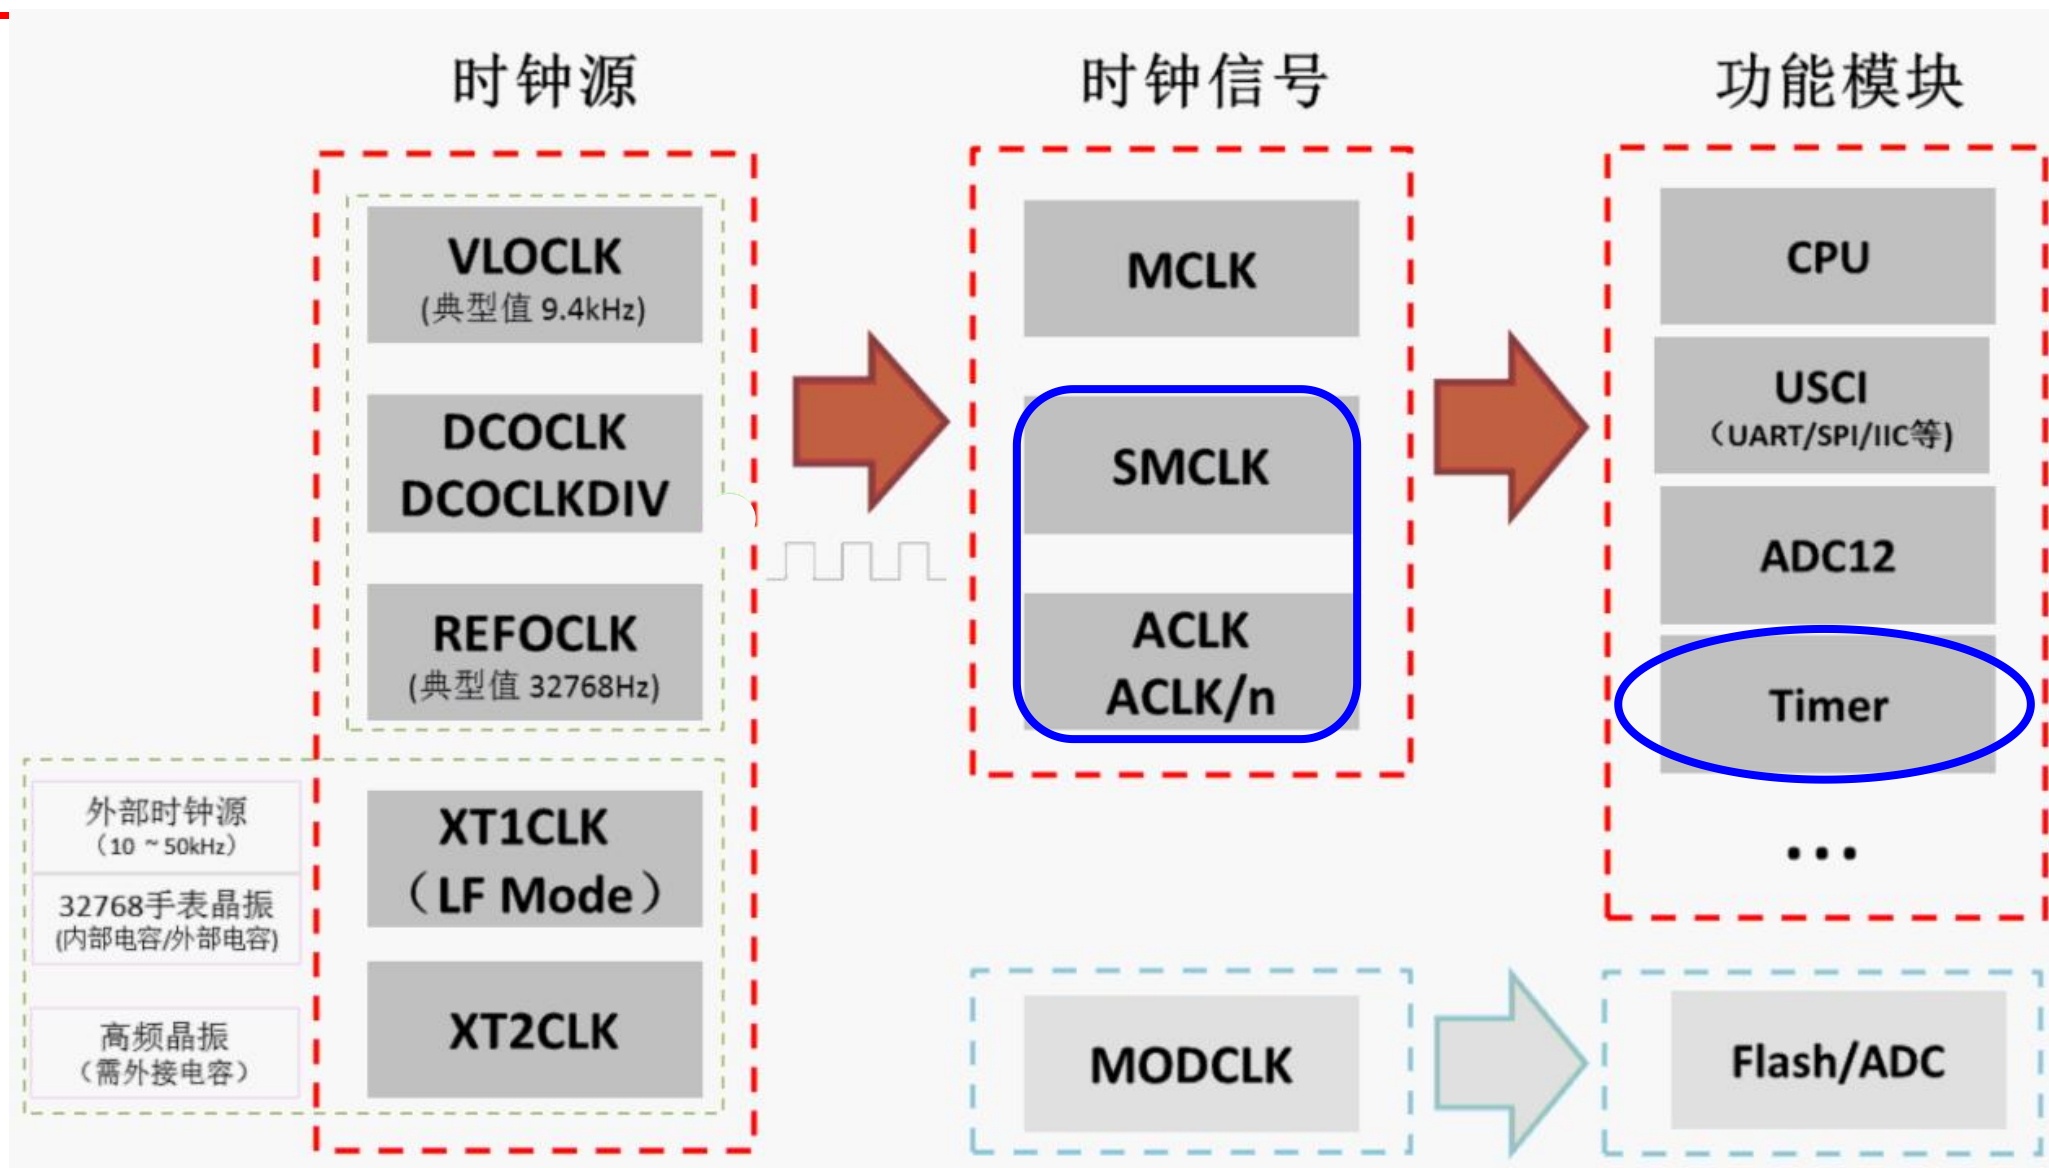 时钟源
时钟信号
功能模块
VLOCLK
(典型值 9.4kHz)
DCOCLK
DCOCLKDIV
REFOCLK
(典型值 32768Hz)
外部时钟源
（10 ~ 50kHz）
32768手表晶振
(内部电容/外部电容)
高频晶振
（需外接电容）
XT1CLK
（LF Mode）
XT2CLK
MCLK
SMCLK
ACLK
ACLK/n
MODCLK
CPU
USCI
（UART/SPI/IIC等)
ADC12
Timer
...
Flash/ADC